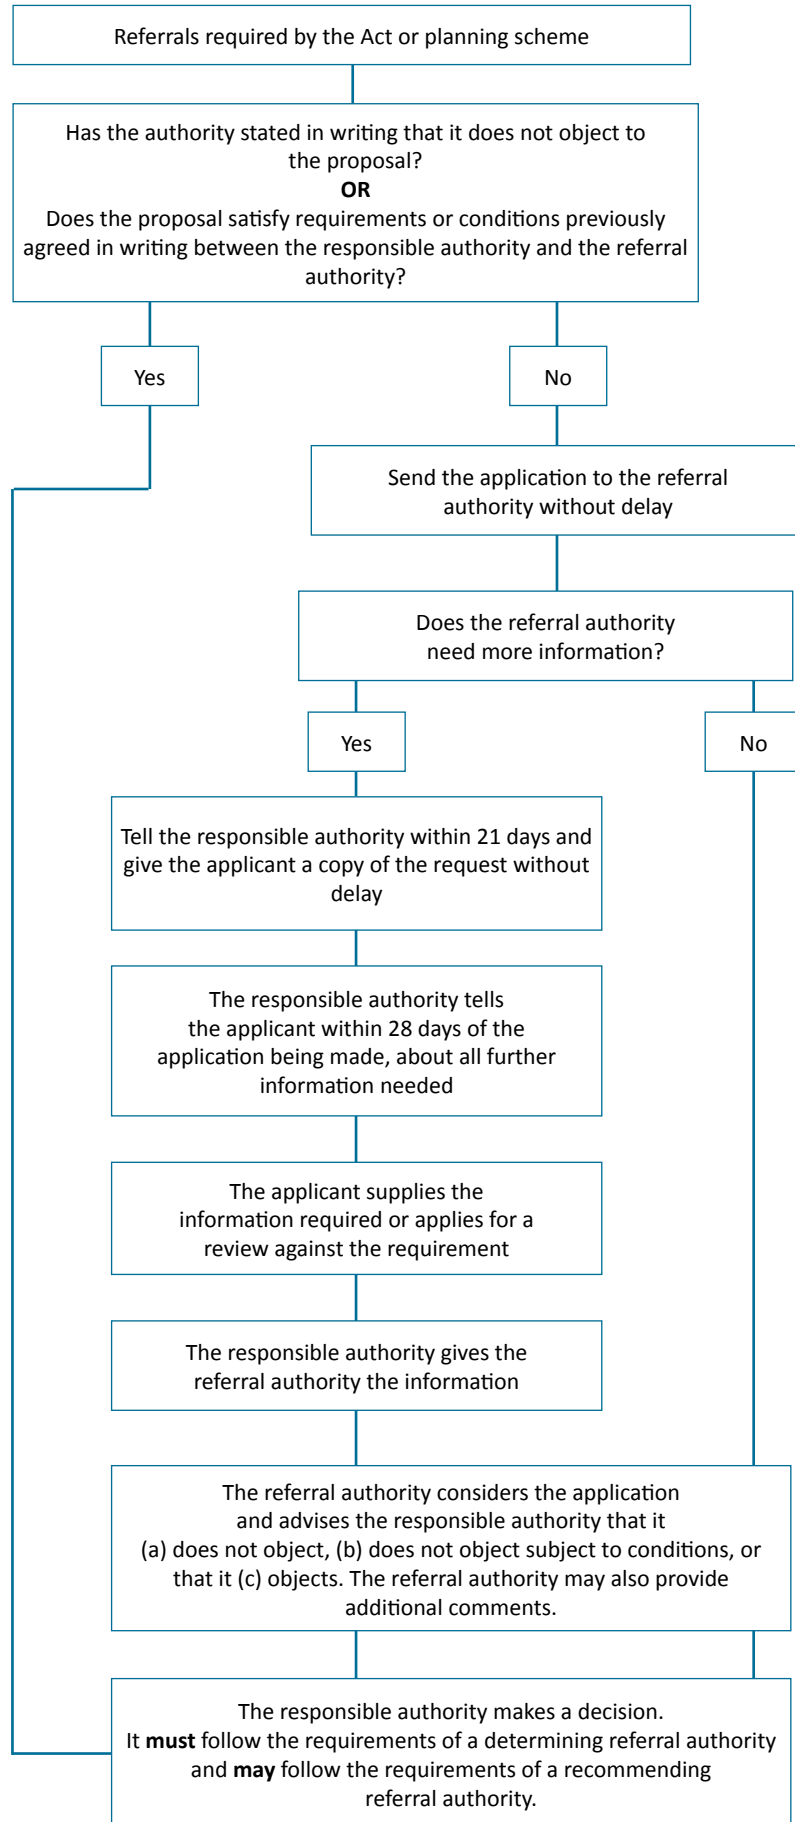 Referrals required by the Act or planning scheme
Has the authority stated in writing that it does not object to
the proposal?
OR
Does the proposal satisfy requirements or conditions previously
agreed in writing between the responsible authority and the referral
authority?
Yes
No
Send the application to the referral
authority without delay
Does the referral authority
need more information?
Yes
No
Tell the responsible authority within 21 days and
give the applicant a copy of the request without
delay
The responsible authority tells
the applicant within 28 days of the
application being made, about all further
information needed
The applicant supplies the
information required or applies for a
review against the requirement
The responsible authority gives the
referral authority the information
The referral authority considers the application
and advises the responsible authority that it
(a) does not object, (b) does not object subject to conditions, or
that it (c) objects. The referral authority may also provide
additional comments.
The responsible authority makes a decision.
It must follow the requirements of a determining referral authority
and may follow the requirements of a recommending
referral authority.